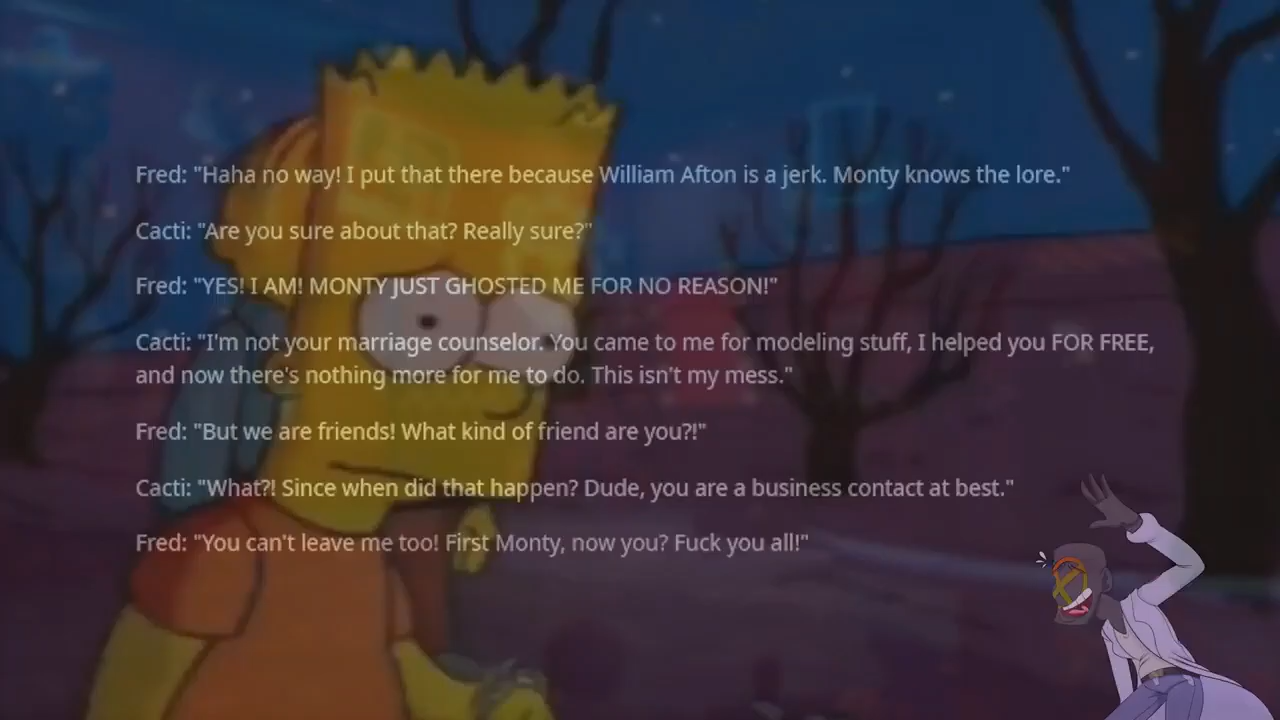 Fred: "Haha no way! I put that there because William Afton is a jerk. Monty knows the lore."
Cacti: "Are you sure about that? Really sure?"
Fred: "YES! I AM! MONTY JUST GHOSTED ME FOR NO REASON!"
Cacti: "I'm not your marriage counselor. You came to me for modeling stuff, I helped you FOR FREE,
and now there's nothing more for me to do. This isn't my mess."
Fred: "But we are friends! What kind of friend are you?!"
Cacti: "What?! Since when did that happen? Dude, you are a business contact at best."
Fred: "You can't leave me too! First Monty, now you? Fuck you all!"